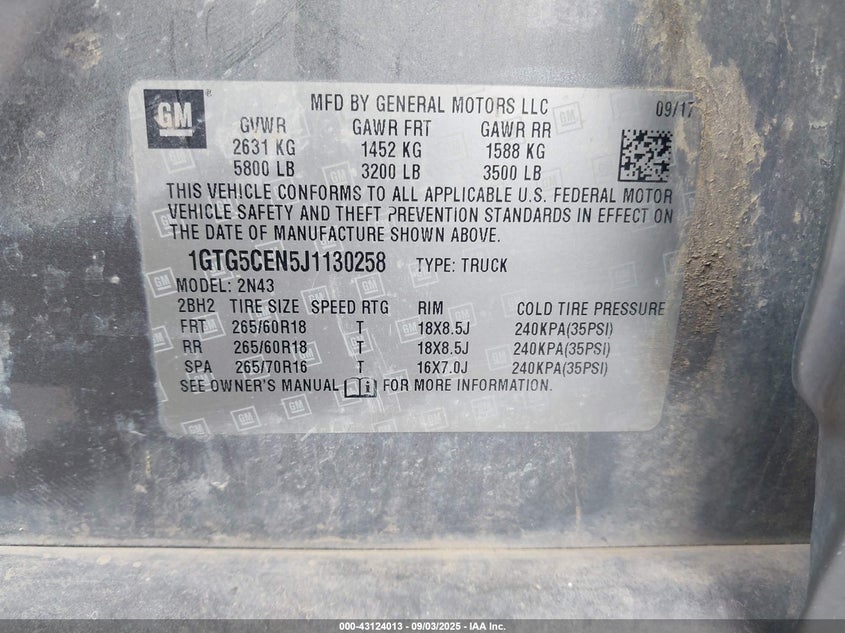 GM
MFD BY GENERAL MOTORS LLC 09/17
GVWR GAWR FRT GAWR RR
2631 KG 1452 KG 1588 KG
5800 LB 3200 LB 3500 LB
THIS VEHICLE CONFORMS TO ALL APPLICABLE U.S. FEDERAL MOTOR
VEHICLE SAFETY AND THEFT PREVENTION STANDARDS IN EFFECT ON
THE DATE OF MANUFACTURE SHOWN ABOVE.
1GTG5CEN5J1130258 TYPE: TRUCK
MODEL: 2N43
2BH2 TIRE SIZE SPEED RTG RIM COLD TIRE PRESSURE
FRT 265/60R18 T 18X8.5J 240KPA(35PSI)
RR 265/60R18 T 18X8.5J 240KPA(35PSI)
SPA 265/70R16 T 16X7.0J 240KPA(35PSI)
SEE OWNER'S MANUAL i FOR MORE INFORMATION.
000-43124013 - 09/03/2025 - IAA Inc.